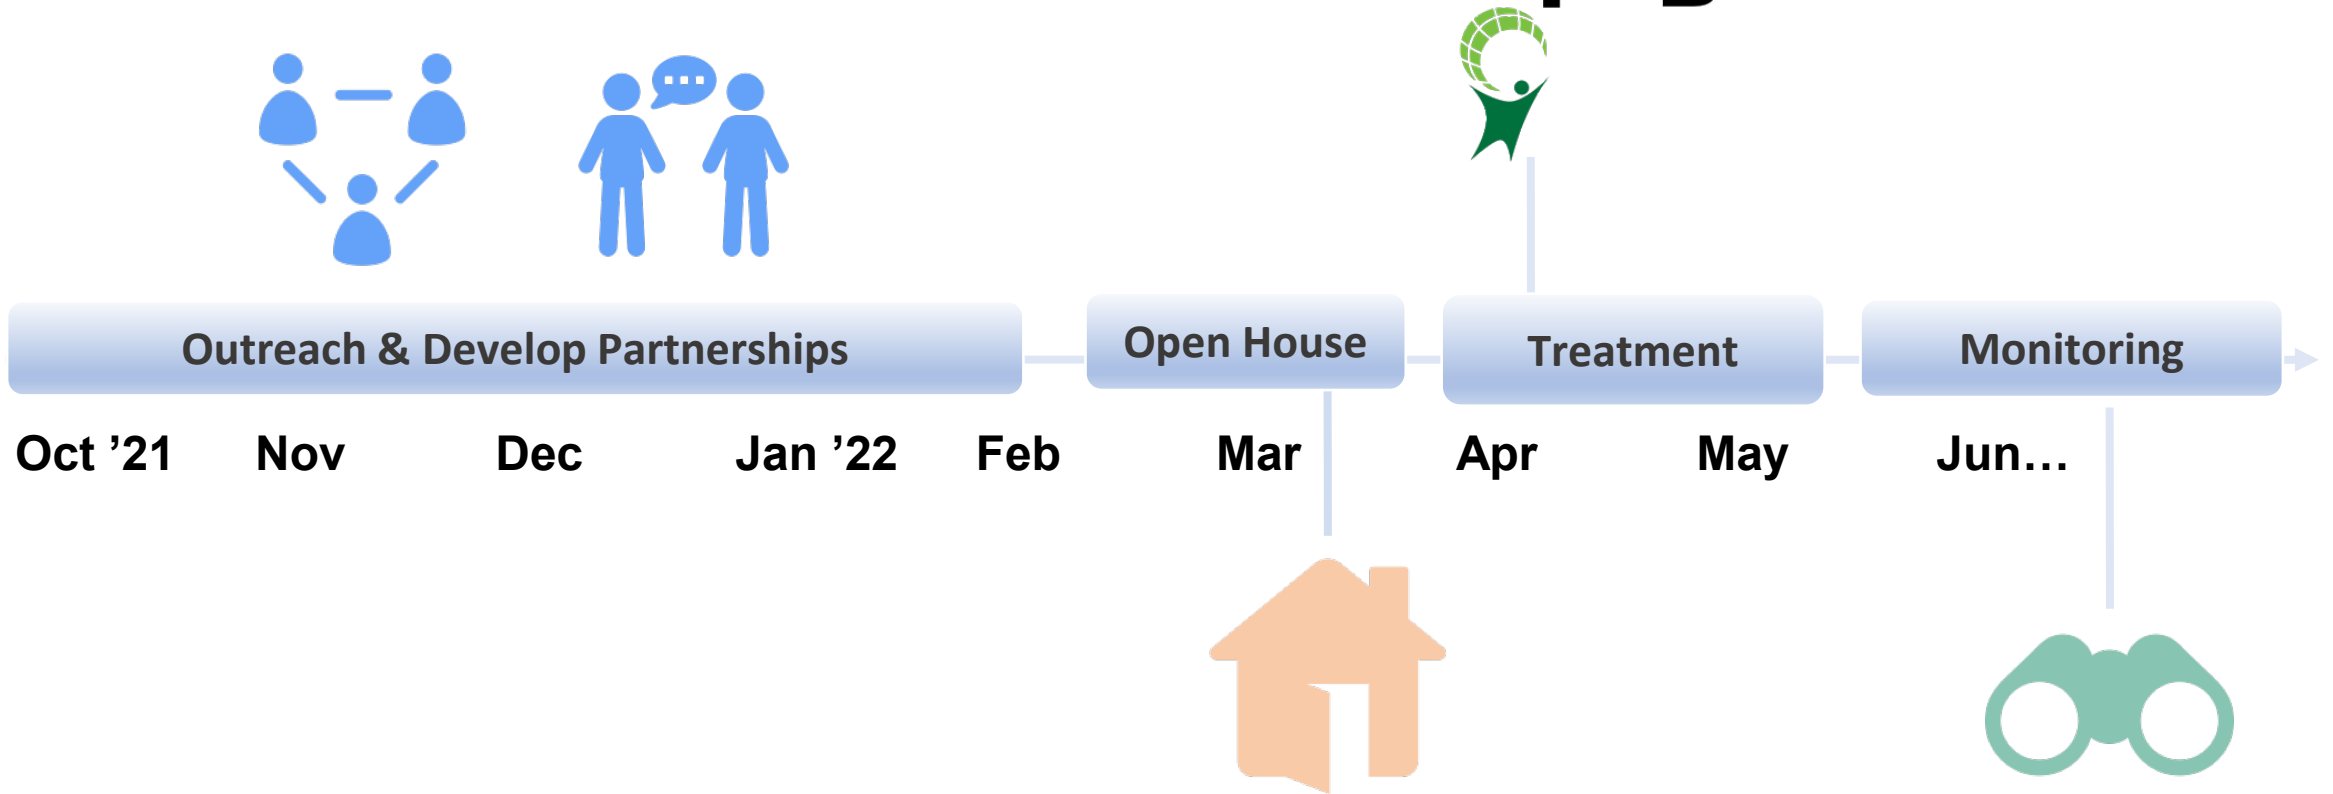 Outreach & Develop Partnerships
Open House
Treatment
Monitoring
Oct ’21 Nov Dec Jan ’22 Feb Mar Apr May Jun…